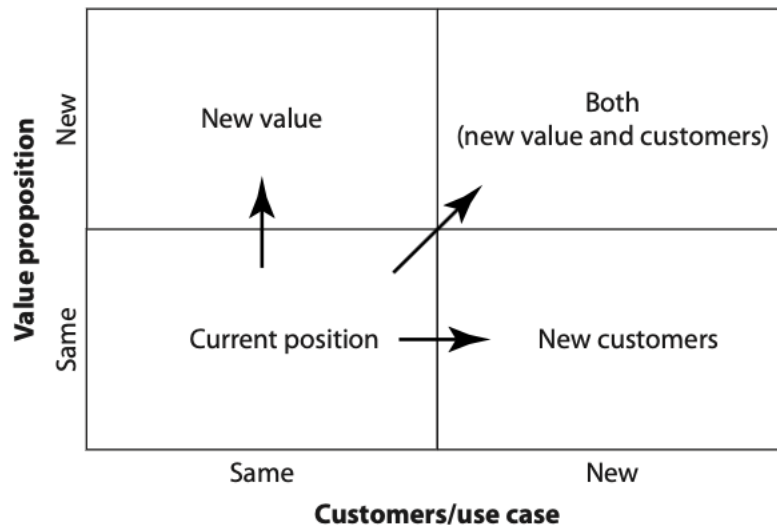 Value proposition
New
Same
New value
Both
(new value and customers)
Current position
New customers
Same
New
Customers/use case